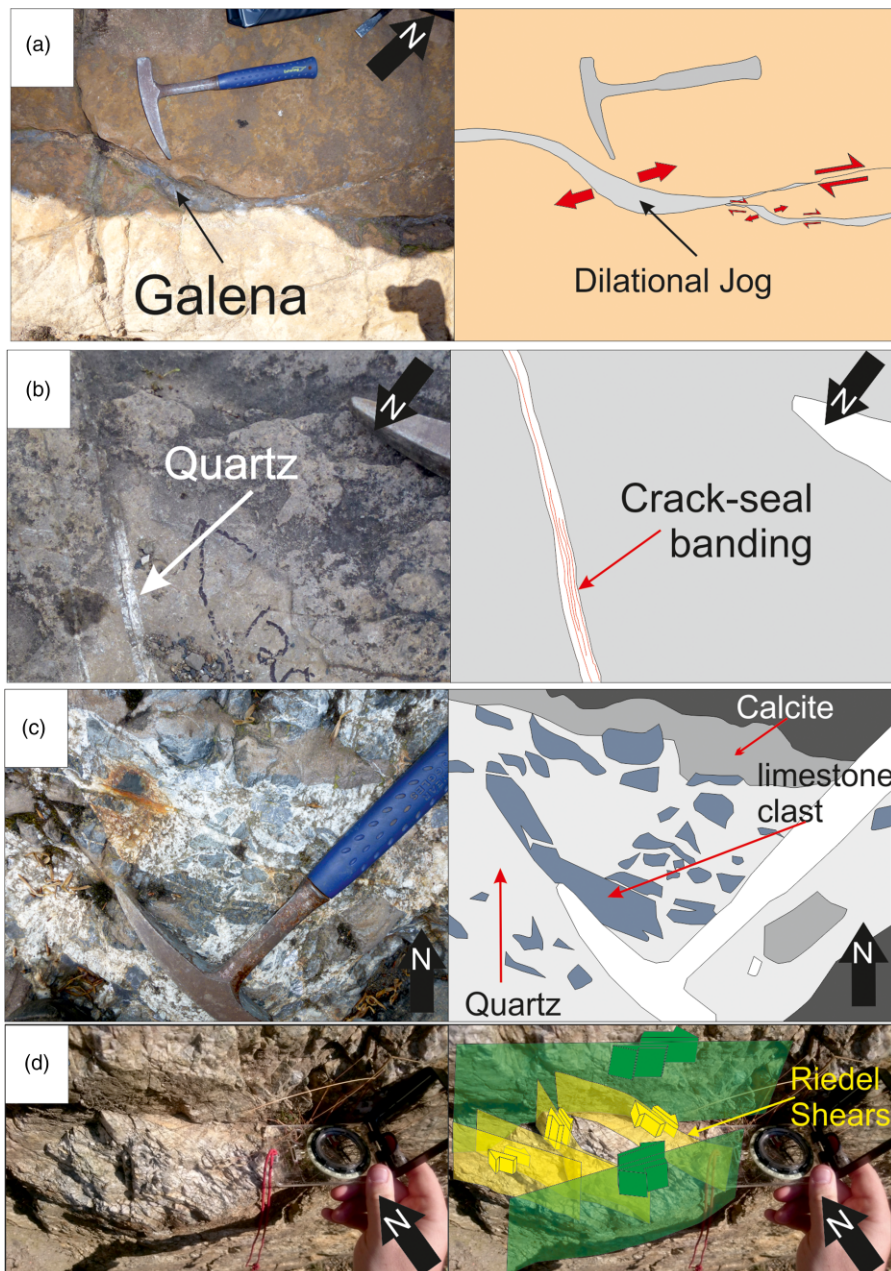 (a)
N
Galena
Dilational Jog
(b)
N
Quartz
N
Crack-seal
banding
(c)
N
Calcite
limestone
clast
Quartz
N
(d)
N
Riedel
Shears
N